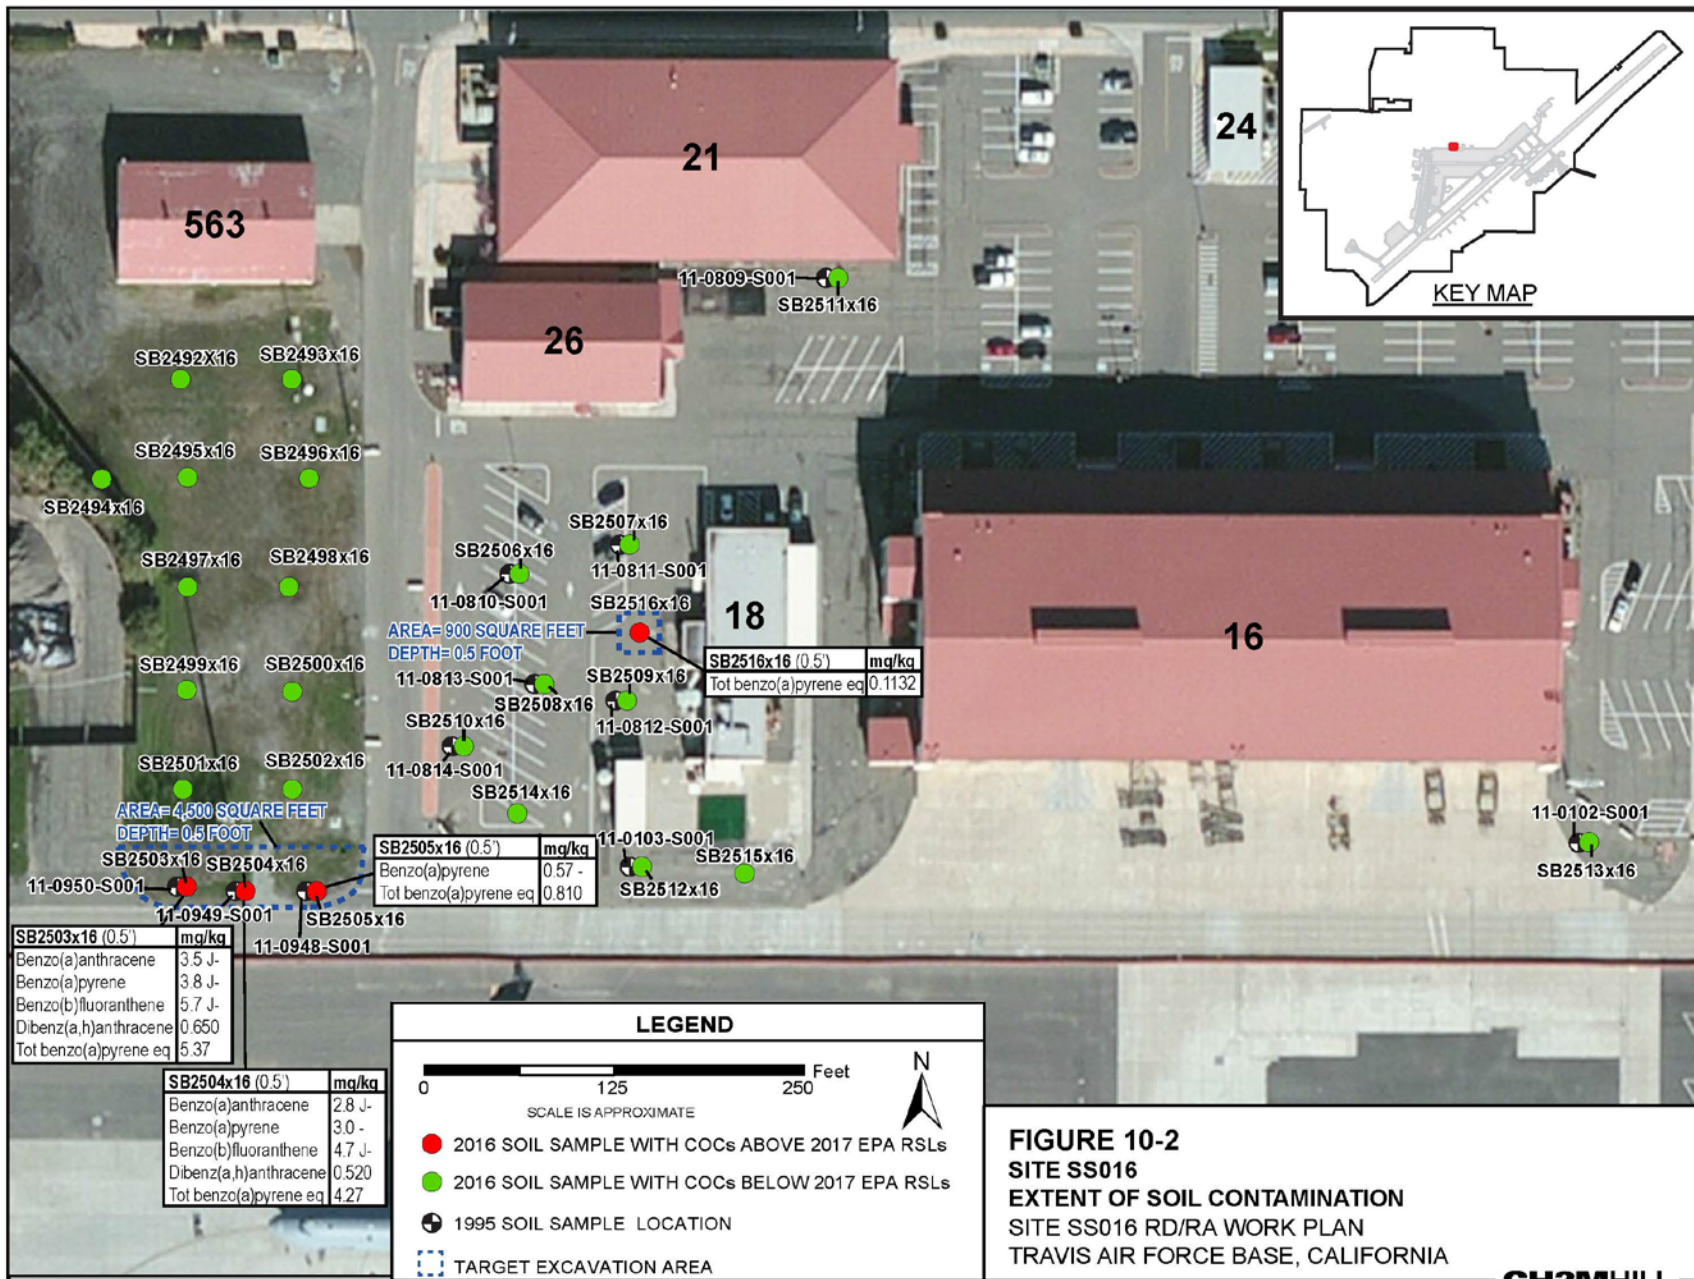 21
24
563
26
18
16
KEY MAP
11-0809-S001
SB2511x16
SB2492X16
SB2493x16
SB2495x16
SB2496x16
SB2494x16
SB2497x16
SB2498x16
SB2499x16
SB2500x16
SB2501x16
SB2502x16
SB2507x16
11-0811-S001
SB2506x16
11-0810-S001
SB2516x16
AREA= 900 SQUARE FEET
DEPTH= 0.5 FOOT
SB2516x16 (0.5') mg/kg
Tot benzo(a)pyrene eq 0.1132
11-0813-S001
SB2508x16
SB2509x16
11-0812-S001
SB2510x16
11-0814-S001
SB2514x16
11-0103-S001
SB2512x16
SB2515x16
11-0102-S001
SB2513x16
AREA= 4,500 SQUARE FEET
DEPTH= 0.5 FOOT
SB2503x16
SB2504x16
11-0950-S001
11-0949-S001
SB2505x16
11-0948-S001
SB2505x16 (0.5') mg/kg
Benzo(a)pyrene 0.57 -
Tot benzo(a)pyrene eq 0.810
SB2503x16 (0.5') mg/kg
Benzo(a)anthracene 3.5 J-
Benzo(a)pyrene 3.8 J-
Benzo(b)fluoranthene 5.7 J-
Dibenz(a,h)anthracene 0.650
Tot benzo(a)pyrene eq 5.37
SB2504x16 (0.5') mg/kg
Benzo(a)anthracene 2.8 J-
Benzo(a)pyrene 3.0 -
Benzo(b)fluoranthene 4.7 J-
Dibenz(a,h)anthracene 0.520
Tot benzo(a)pyrene eq 4.27
LEGEND
0 125 250 Feet
N
SCALE IS APPROXIMATE
2016 SOIL SAMPLE WITH COCs ABOVE 2017 EPA RSLs
2016 SOIL SAMPLE WITH COCs BELOW 2017 EPA RSLs
1995 SOIL SAMPLE LOCATION
TARGET EXCAVATION AREA
FIGURE 10-2
SITE SS016
EXTENT OF SOIL CONTAMINATION
SITE SS016 RD/RA WORK PLAN
TRAVIS AIR FORCE BASE, CALIFORNIA